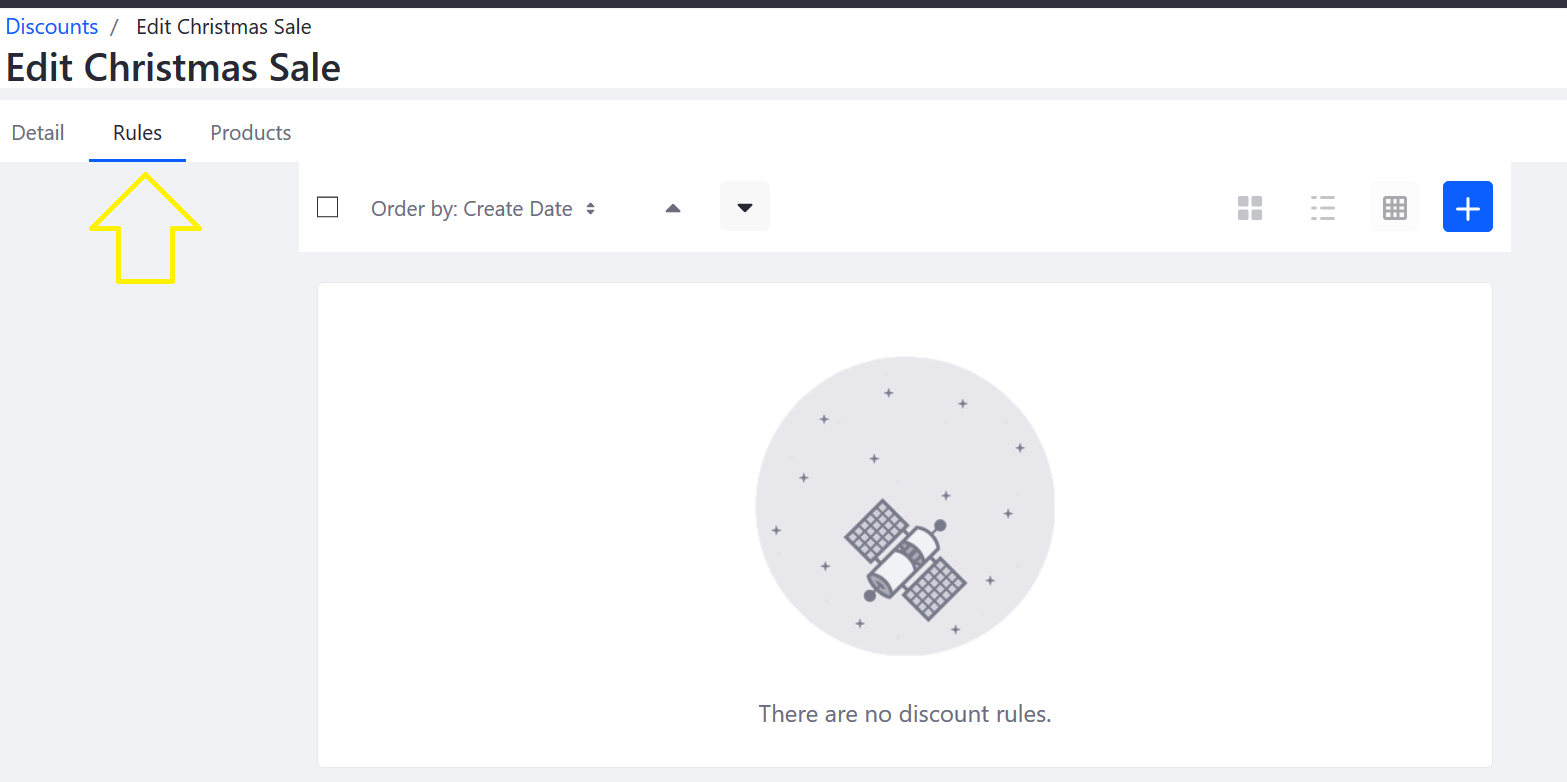 Discounts / Edit Christmas Sale
Edit Christmas Sale
Detail Rules Products
Order by: Create Date
There are no discount rules.